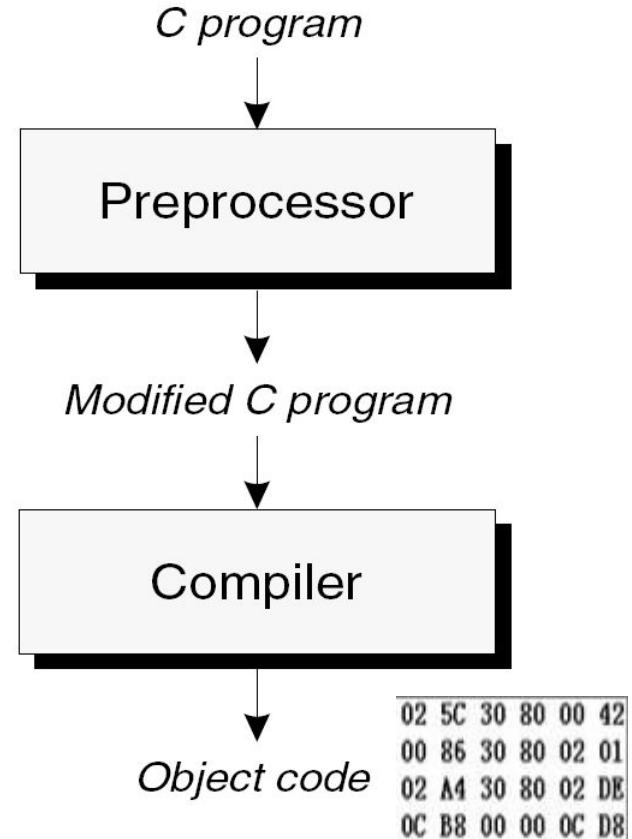 C program
Preprocessor
Modified C program
Compiler
Object code
02 5C 30 80 00 42
00 86 30 80 02 01
02 A4 30 80 02 DE
0C B8 00 00 0C D8